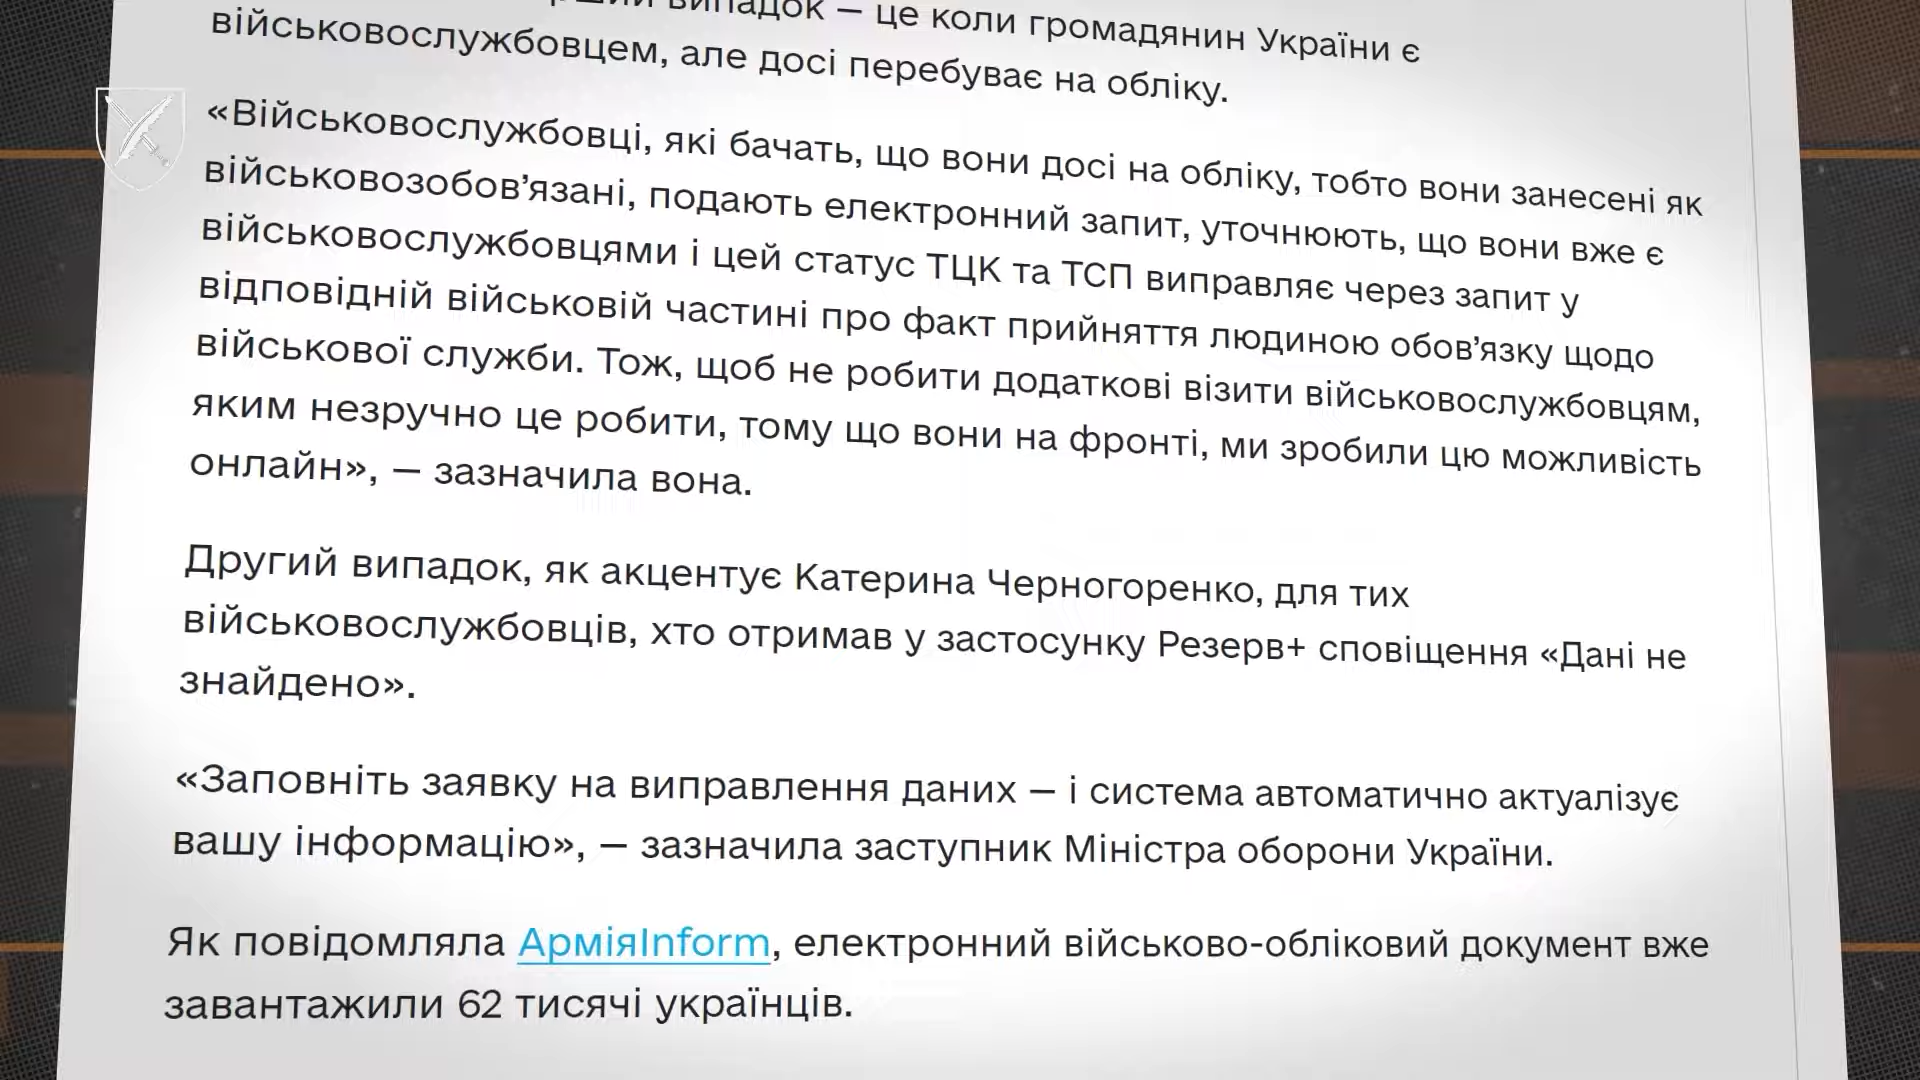 випадок — це коли громадянин України є
військовослужбовцем, але досі перебуває на обліку.
«Військовослужбовці, які бачать, що вони досі на обліку, тобто вони занесені як
військовозобов’язані, подають електронний запит, уточнюють, що вони вже є
військовослужбовцями і цей статус ТЦК та ТСП виправляє через запит у
відповідній військовій частині про факт прийняття людиною обов’язку щодо
військової служби. Тож, щоб не робити додаткові візити військовослужбовцям,
яким незручно це робити, тому що вони на фронті, ми зробили цю можливість
онлайн», — зазначила вона.
Другий випадок, як акцентує Катерина Черногоренко, для тих
військовослужбовців, хто отримав у застосунку Резерв+ сповіщення «Дані не
знайдено».
«Заповніть заявку на виправлення даних — і система автоматично актуалізує
вашу інформацію», — зазначила заступник Міністра оборони України.
Як повідомляла АрміяInform, електронний військово-обліковий документ вже
завантажили 62 тисячі українців.